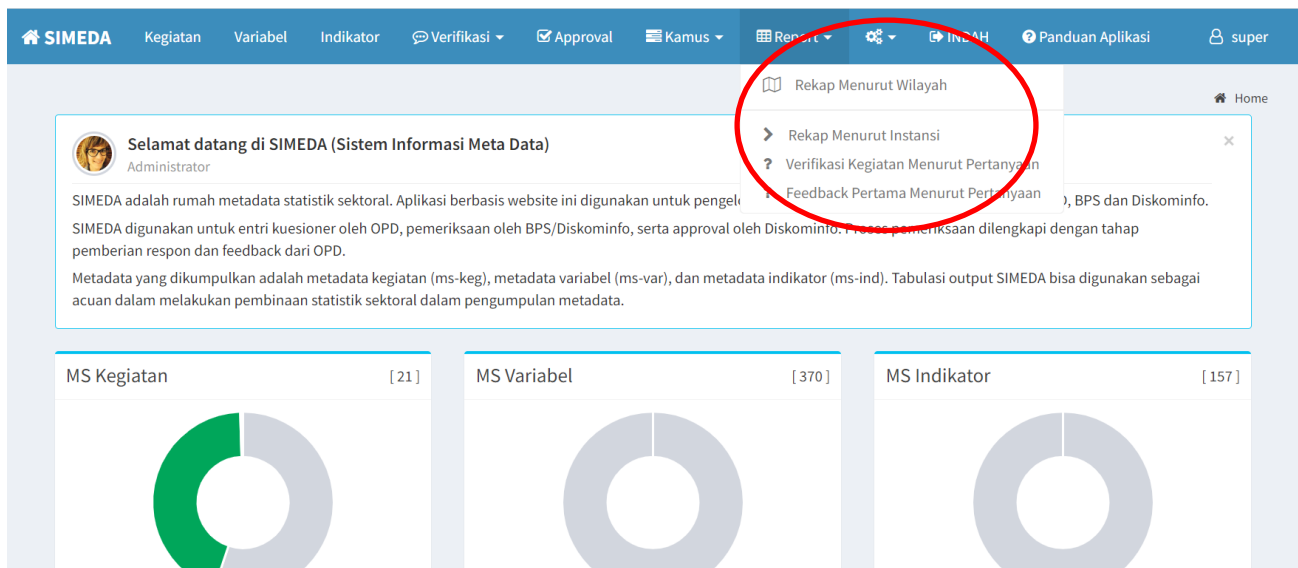 SIMEDA Kegiatan Variabel Indikator Verifikasi Approval Kamus Report INDAH Panduan Aplikasi super
Rekap Menurut Wilayah
Home
Rekap Menurut Instansi
Verifikasi Kegiatan Menurut Pertanyaan
Feedback Pertama Menurut Pertanyaan
Selamat datang di SIMEDA (Sistem Informasi Meta Data)
Administrator
SIMEDA adalah rumah metadata statistik sektoral. Aplikasi berbasis website ini digunakan untuk , BPS dan Diskominfo.
SIMEDA digunakan untuk entri kuesioner oleh OPD, pemeriksaan oleh BPS/Diskominfo, serta approval oleh Diskominfo. Proses pemeriksaan dilengkapi dengan tahap
pemberian respon dan feedback dari OPD.
Metadata yang dikumpulkan adalah metadata kegiatan (ms-keg), metadata variabel (ms-var), dan metadata indikator (ms-ind). Tabulasi output SIMEDA bisa digunakan sebagai
acuan dalam melakukan pembinaan statistik sektoral dalam pengumpulan metadata.
MS Kegiatan [ 21 ] MS Variabel [ 370 ] MS Indikator [ 157 ]